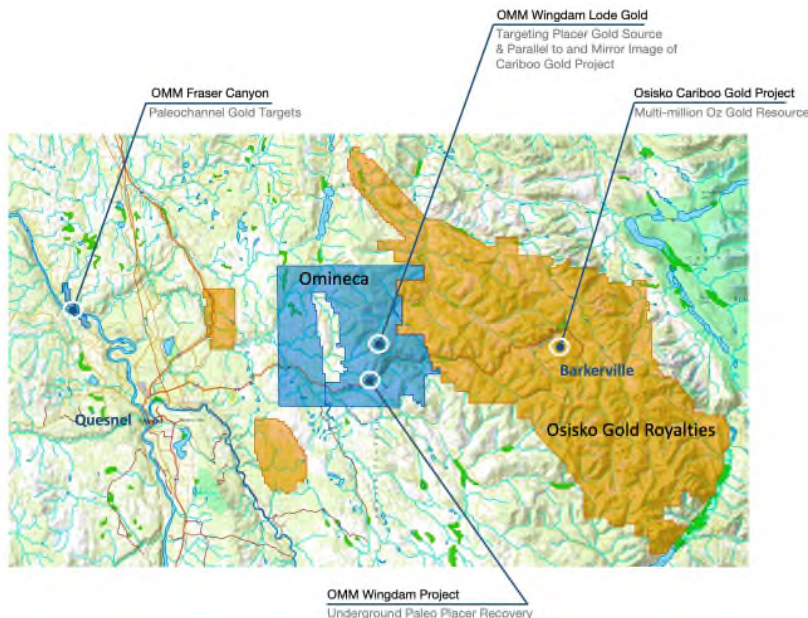 OMM Wingdam Lode Gold
Targeting Placer Gold Source
& Parallel to and Mirror Image of
Cariboo Gold Project
OMM Fraser Canyon
Paleochannel Gold Targets
Osisko Cariboo Gold Project
Multi-million Oz Gold Resource
Omineca
Barkerville
Quesnel
Osisko Gold Royalties
OMM Wingdam Project
Underground Paleo Placer Recovery